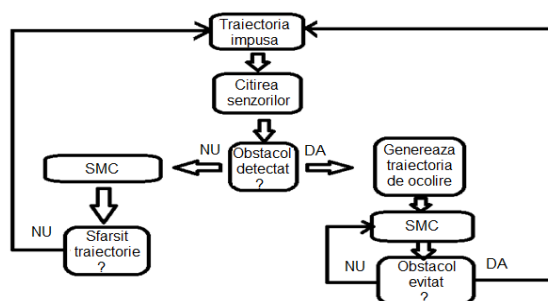 Traiectoria
impusa
Citirea
senzorilor
NU
Obstacol
detectat
?
DA
Genereaza
traiectoria
de ocolire
SMC
SMC
NU
Sfarsit
traiectorie
?
NU
Obstacol
evitat
?
DA